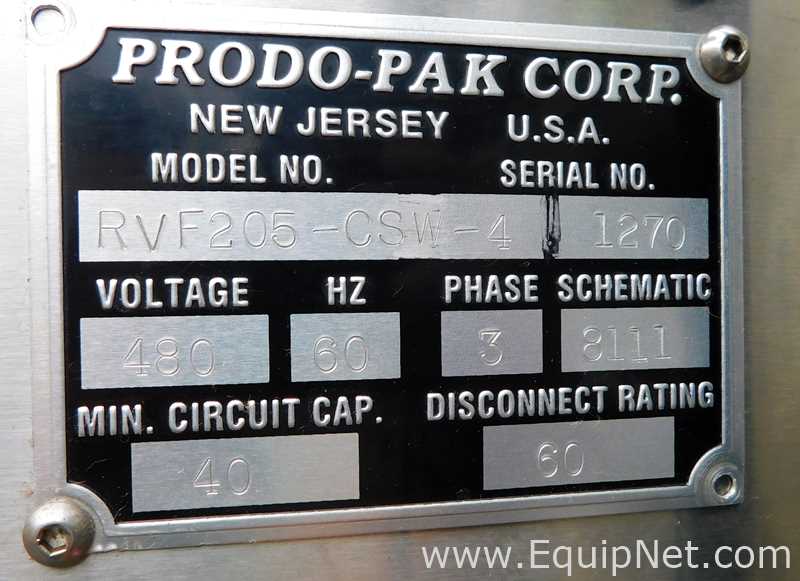 PRODO-PAK CORP.
NEW JERSEY U.S.A.
MODEL NO. SERIAL NO.
RVF205-CSW-4 1270
VOLTAGE HZ PHASE SCHEMATIC
480 60 3 8111
MIN. CIRCUIT CAP. DISCONNECT RATING
40 60
www.EquipNet.com